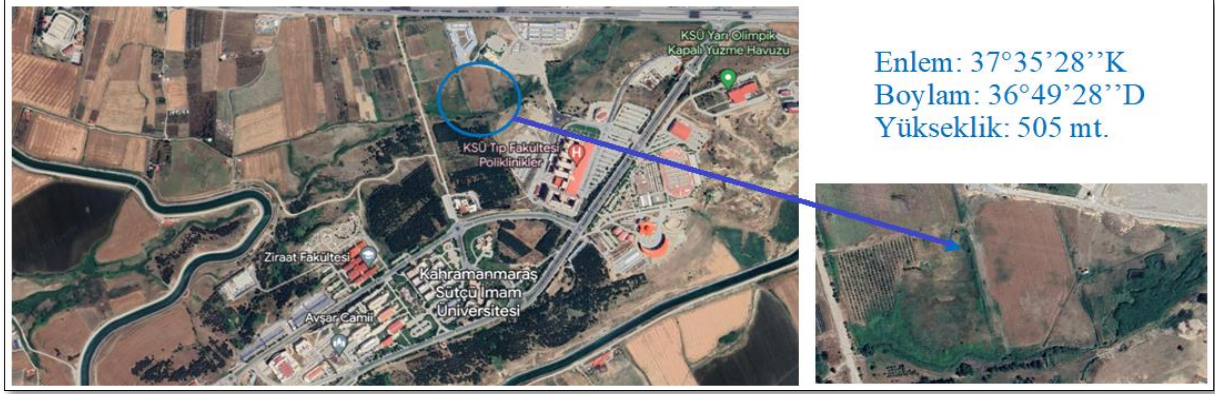 KSÜ Yarı Olimpik
Kapalı Yüzme Havuzu
KSÜ Tıp Fakültesi
Poliklinikler
H
Ziraat Fakültesi
Kahramanmaraş
Sütçü İmam
Üniversitesi
Avşar Camii
Enlem: 37°35’28’’K
Boylam: 36°49’28’’D
Yükseklik: 505 mt.